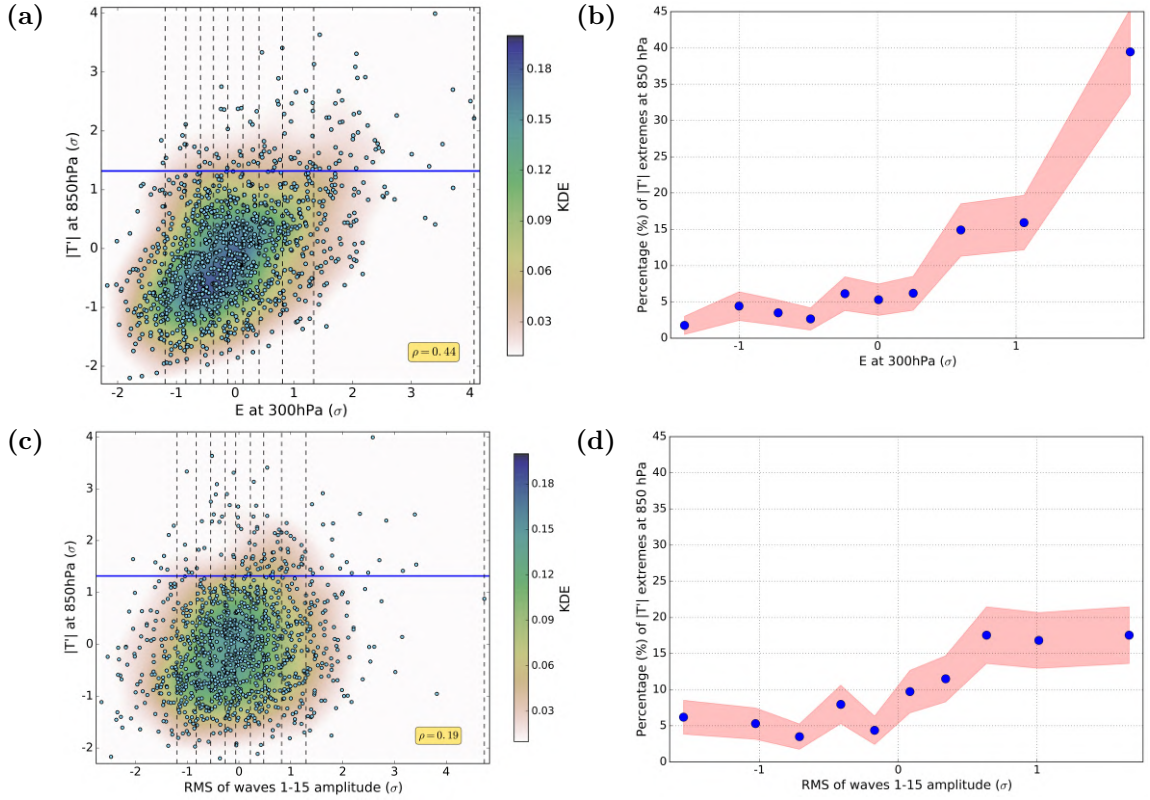 (a)
4
3
2
1
0
-1
-2
|T'| at 850hPa (σ)
-2 -1 0 1 2 3 4
E at 300hPa (σ)
ρ=0.44
0.18
0.15
0.12
0.09
0.06
0.03
KDE
(b)
45
40
35
30
25
20
15
10
5
0
Percentage (%) of |T'| extremes at 850 hPa
-1 0 1
E at 300hPa (σ)
(c)
4
3
2
1
0
-1
-2
|T'| at 850hPa (σ)
-2 -1 0 1 2 3 4
RMS of waves 1-15 amplitude (σ)
ρ=0.19
0.18
0.15
0.12
0.09
0.06
0.03
KDE
(d)
45
40
35
30
25
20
15
10
5
0
Percentage (%) of |T'| extremes at 850 hPa
-1 0 1
RMS of waves 1-15 amplitude (σ)